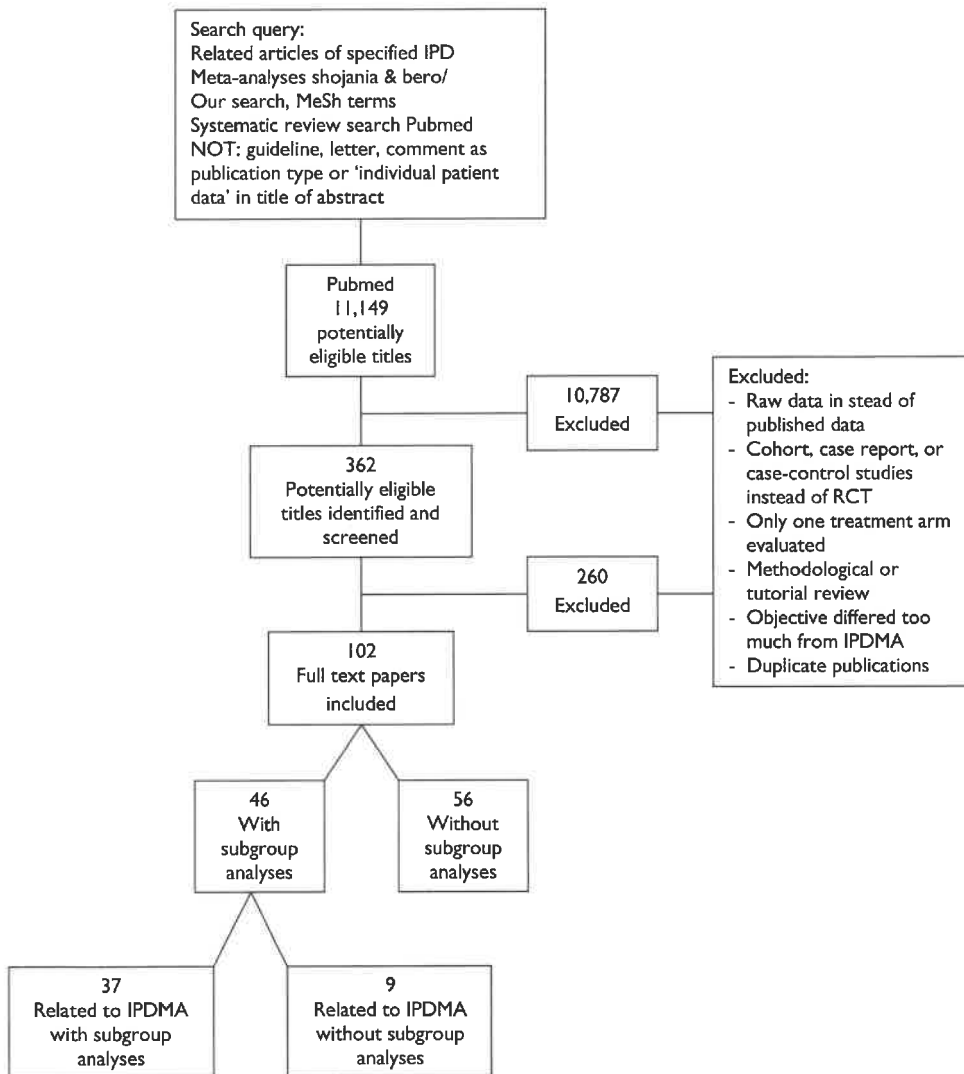 Search query:
Related articles of specified IPD
Meta-analyses shojania & bero/
Our search, MeSh terms
Systematic review search Pubmed
NOT: guideline, letter, comment as
publication type or ‘individual patient
data’ in title of abstract
Pubmed
11,149
potentially
eligible titles
10,787
Excluded
Excluded:
- Raw data in stead of
published data
- Cohort, case report, or
case-control studies
instead of RCT
- Only one treatment arm
evaluated
- Methodological or
tutorial review
- Objective differed too
much from IPDMA
- Duplicate publications
362
Potentially eligible
titles identified and
screened
260
Excluded
102
Full text papers
included
46
With
subgroup
analyses
56
Without
subgroup
analyses
37
Related to IPDMA
with subgroup
analyses
9
Related to IPDMA
without subgroup
analyses